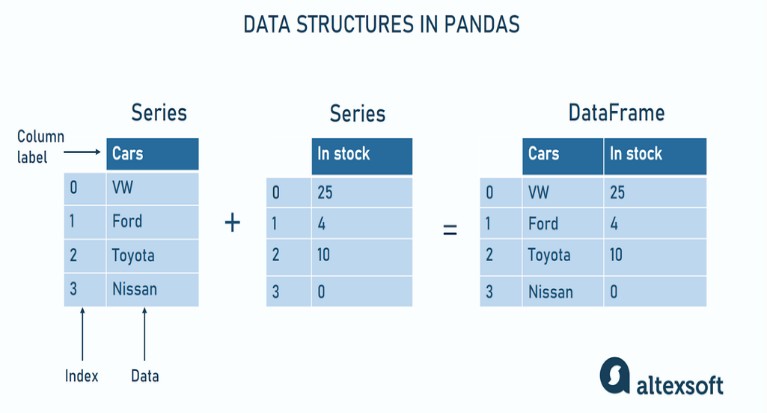 DATA STRUCTURES IN PANDAS
Series
Series
DataFrame
Column
label
Cars
0 VW
1 Ford
2 Toyota
3 Nissan
Index
Data
+
In stock
0 25
1 4
2 10
3 0
=
Cars In stock
0 VW 25
1 Ford 4
2 Toyota 10
3 Nissan 0
altexsoft